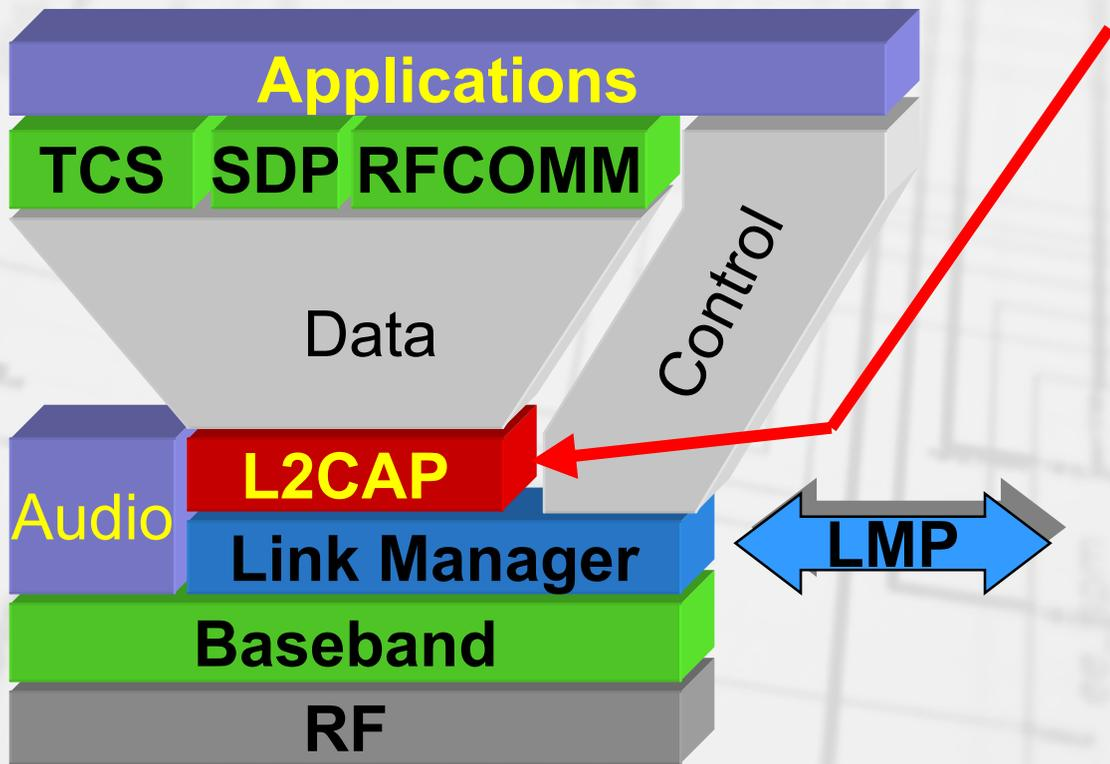 Applications
TCS
SDP
RFCOMM
Data
Control
L2CAP
Audio
Link Manager
LMP
Baseband
RF